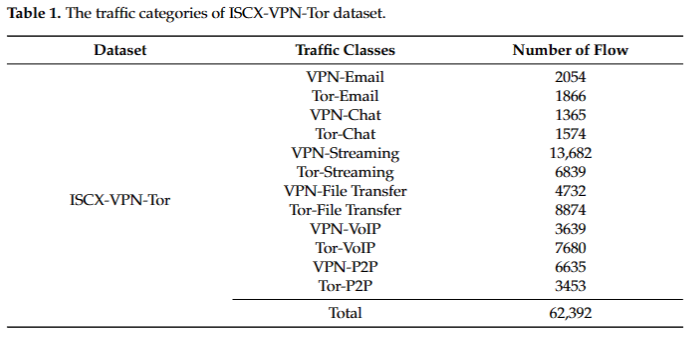 Table 1. The traffic categories of ISCX-VPN-Tor dataset.
Dataset Traffic Classes Number of Flow
VPN-Email 2054
Tor-Email 1866
VPN-Chat 1365
Tor-Chat 1574
VPN-Streaming 13,682
Tor-Streaming 6839
VPN-File Transfer 4732
ISCX-VPN-Tor
Tor-File Transfer 8874
VPN-VoIP 3639
Tor-VoIP 7680
VPN-P2P 6635
Tor-P2P 3453
Total 62,392